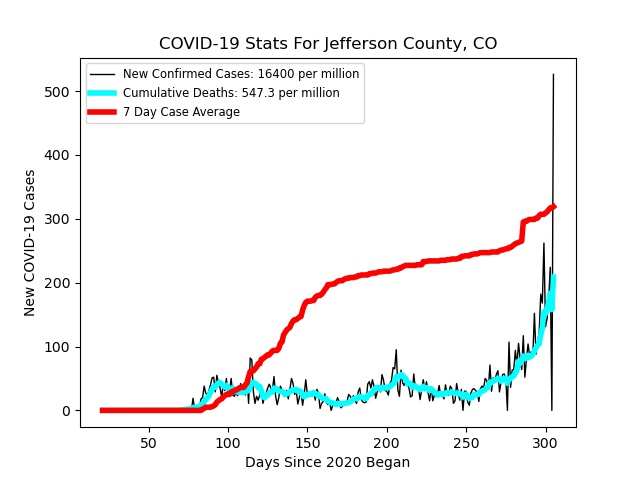 COVID-19 Stats For Jefferson County, CO
New Confirmed Cases: 16400 per million
Cumulative Deaths: 547.3 per million
7 Day Case Average
New COVID-19 Cases
500
400
300
200
100
0
50 100 150 200 250 300
Days Since 2020 Began